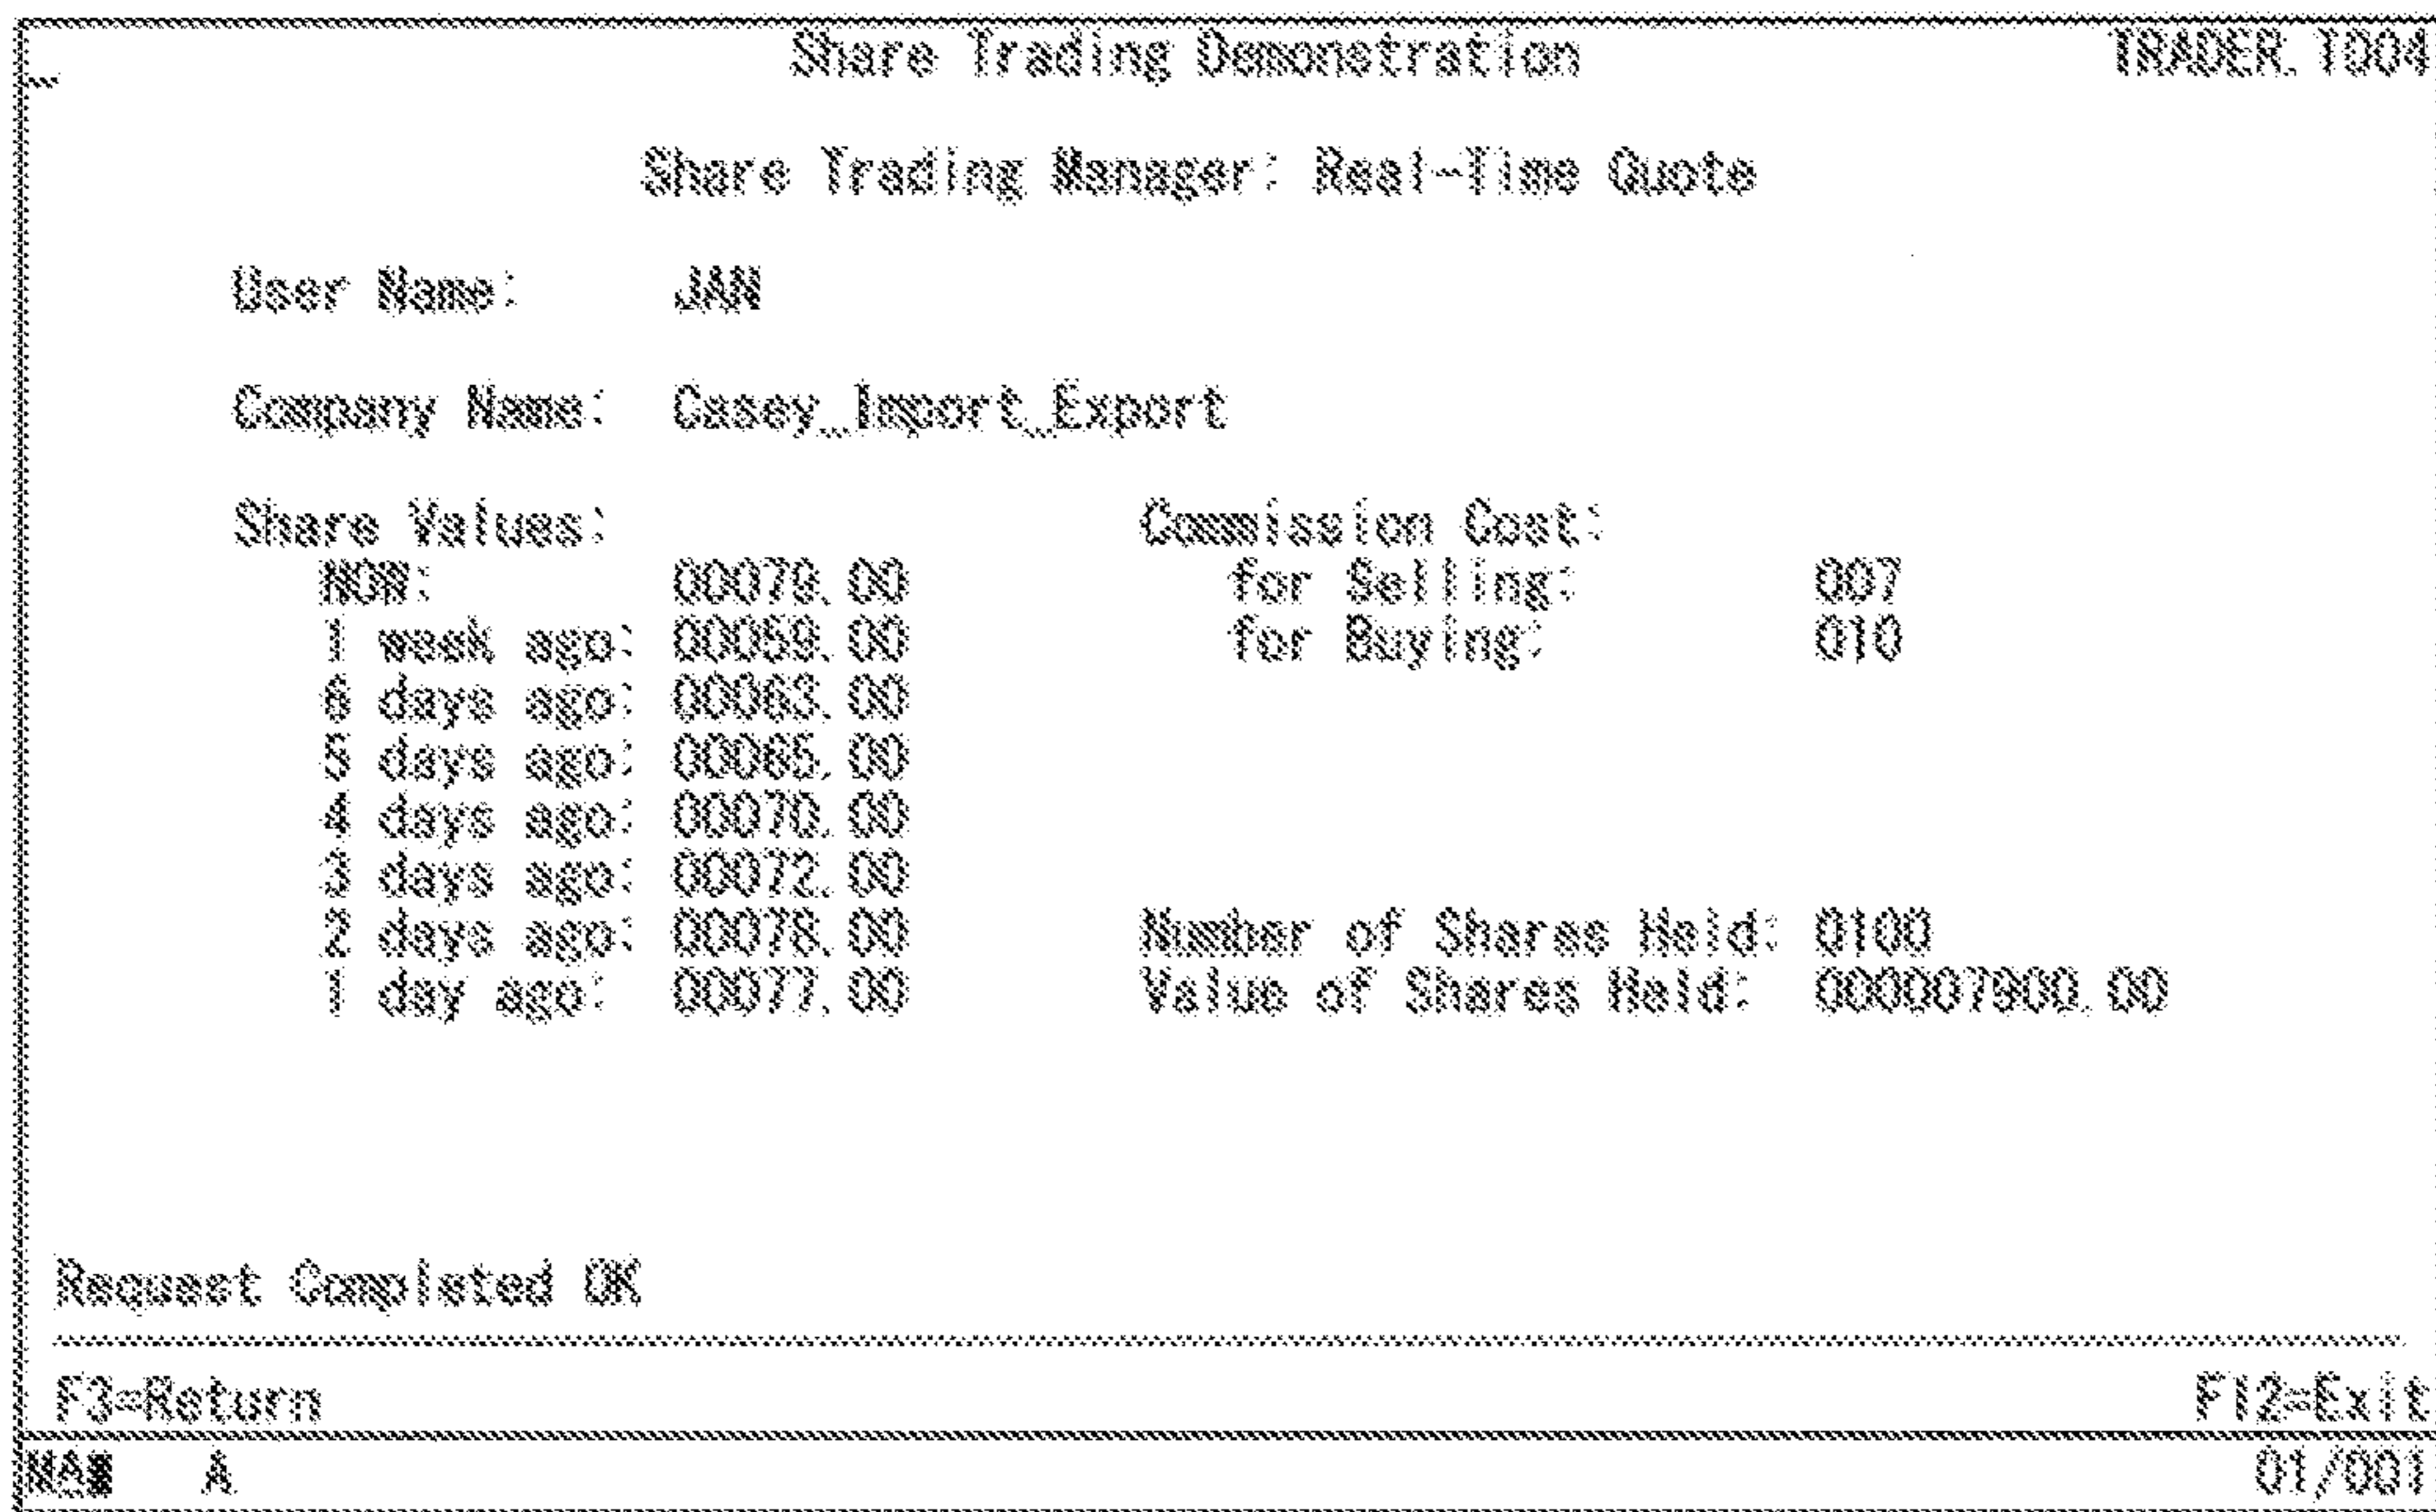 Share Trading Demonstration TRADER.T004
Share Trading Manager: Real-Time Quote
User Name: JAN
Company Name: Casey_Import_Export
Share Values: Commission Cost:
NOW: 00079.00 for Selling: 007
1 week ago: 00059.00 for Buying: 010
6 days ago: 00063.00
5 days ago: 00065.00
4 days ago: 00070.00
3 days ago: 00072.00
2 days ago: 00078.00 Number of Shares Held: 0100
1 day ago: 00077.00 Value of Shares Held: 000007900.00
Request Completed OK
F3=Return F12=Exit
A 01/001